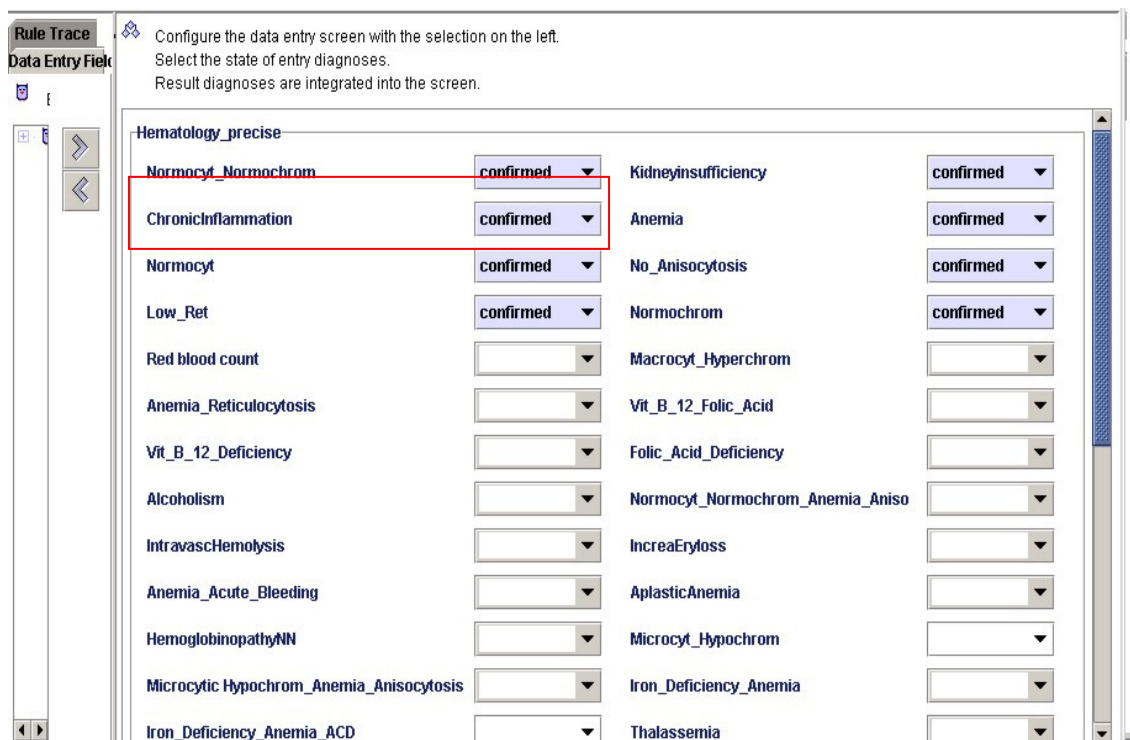 Rule Trace
Data Entry Field
Configure the data entry screen with the selection on the left.
Select the state of entry diagnoses.
Result diagnoses are integrated into the screen.
Hematology_precise
Normocyt_Normochrom confirmed Kidneyinsufficiency confirmed
ChronicInflammation confirmed Anemia confirmed
Normocyt confirmed No_Anisocytosis confirmed
Low_Ret confirmed Normochrom confirmed
Red blood count Macrocyt_Hyperchrom
Anemia_Reticulocytosis Vit_B_12_Folic_Acid
Vit_B_12_Deficiency Folic_Acid_Deficiency
Alcoholism Normocyt_Normochrom_Anemia_Aniso
IntravascHemolysis IncreaEryloss
Anemia_Acute_Bleeding AplasticAnemia
HemoglobinopathyNN Microcyt_Hypochrom
Microcytic Hypochrom_Anemia_Anisocytosis Iron_Deficiency_Anemia
Iron_Deficiency_Anemia_ACD Thalassemia